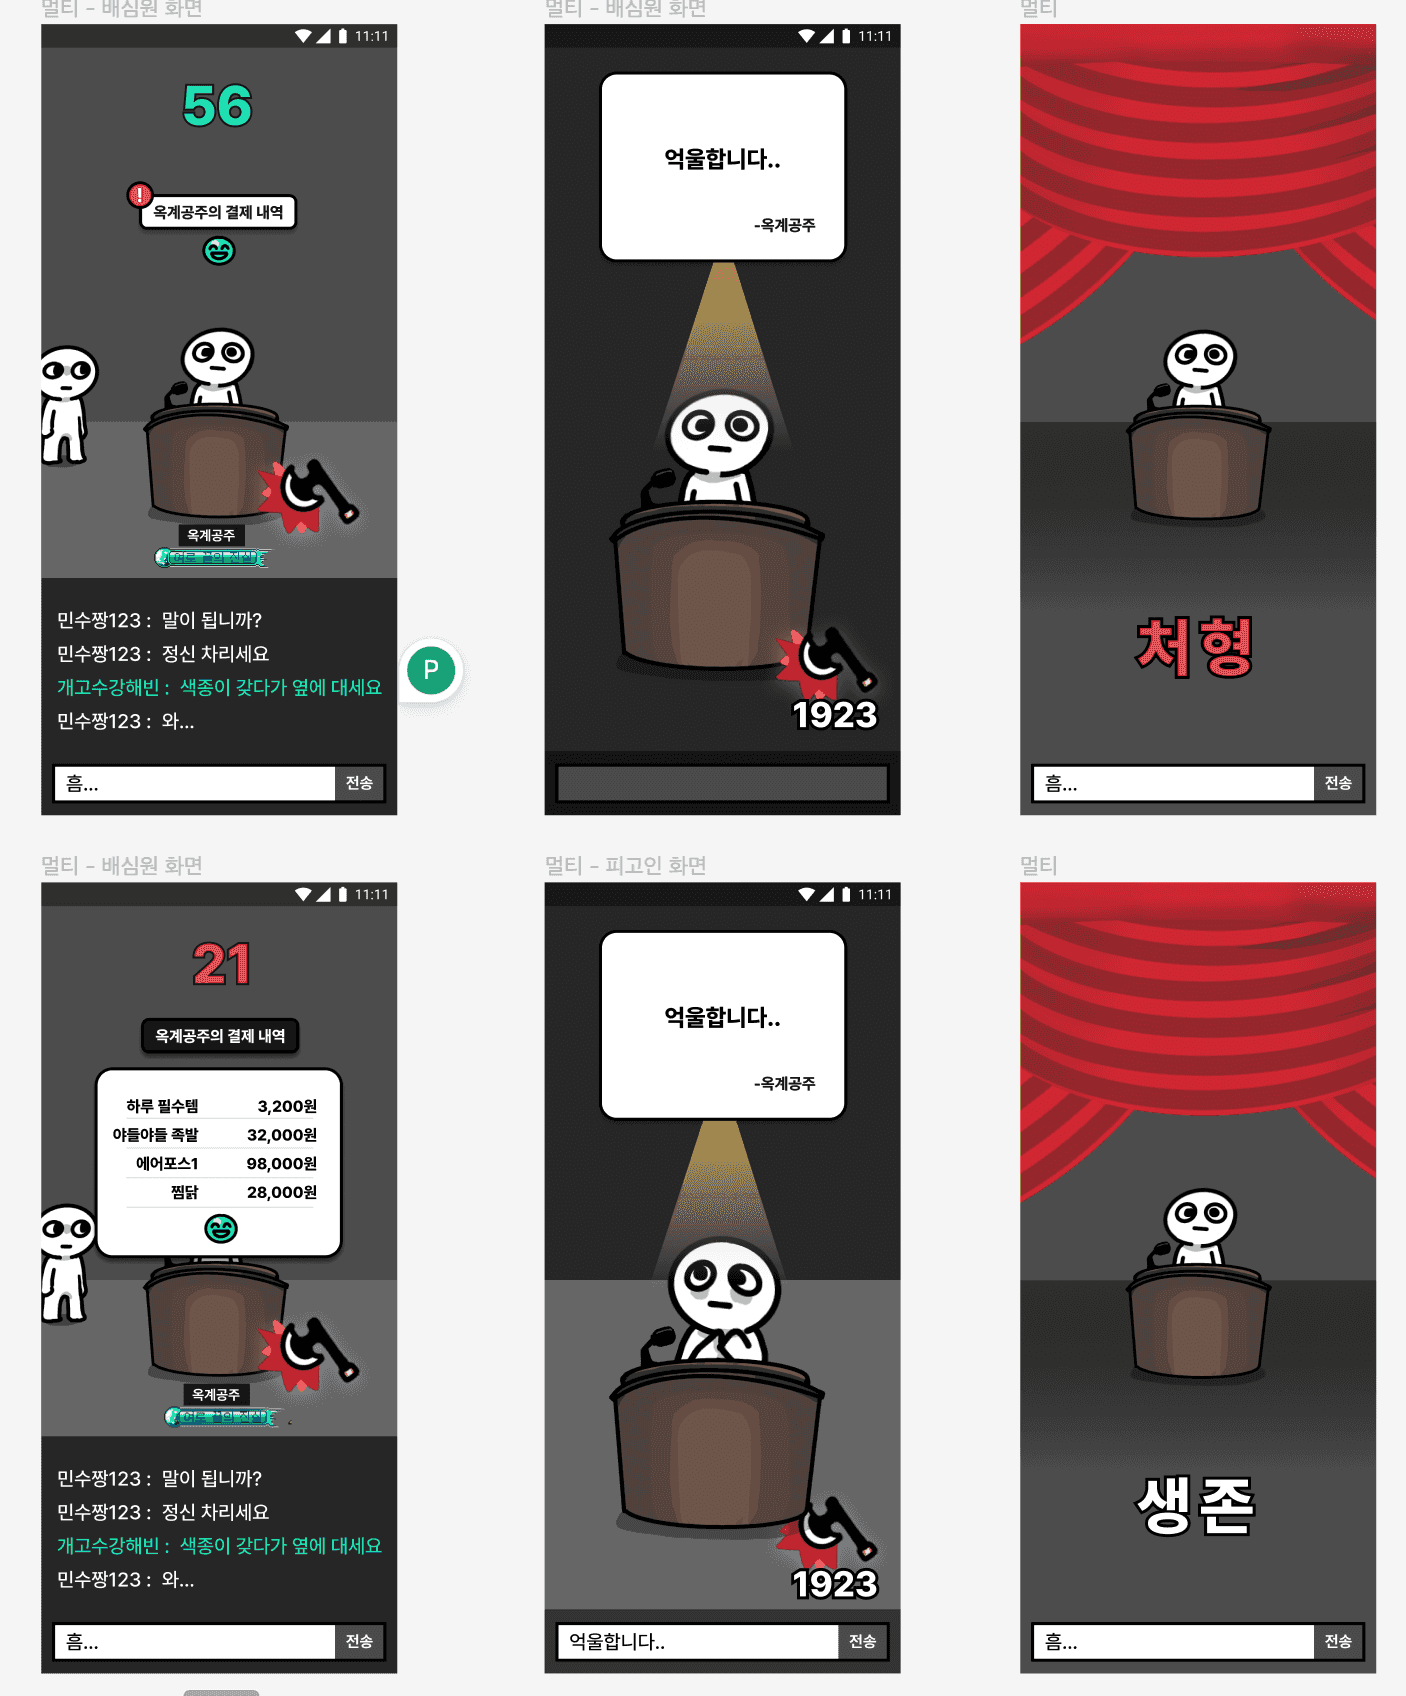 멀티 - 배심원 화면
11:11
56
!
옥계공주의 결제 내역
옥계공주
민수짱123 : 말이 됩니까?
민수짱123 : 정신 차리세요
개고수강해빈 : 색종이 갖다가 옆에 대세요
민수짱123 : 와...
흠...
전송
P
멀티 - 배심원 화면
11:11
억울합니다..
-옥계공주
1923
멀티
처형
흠...
전송
멀티 - 배심원 화면
11:11
21
옥계공주의 결제 내역
하루 필수템 3,200원
야들야들 족발 32,000원
에어포스1 98,000원
찜닭 28,000원
옥계공주
민수짱123 : 말이 됩니까?
민수짱123 : 정신 차리세요
개고수강해빈 : 색종이 갖다가 옆에 대세요
민수짱123 : 와...
흠...
전송
멀티 - 피고인 화면
11:11
억울합니다..
-옥계공주
1923
억울합니다..
전송
멀티
생존
흠...
전송